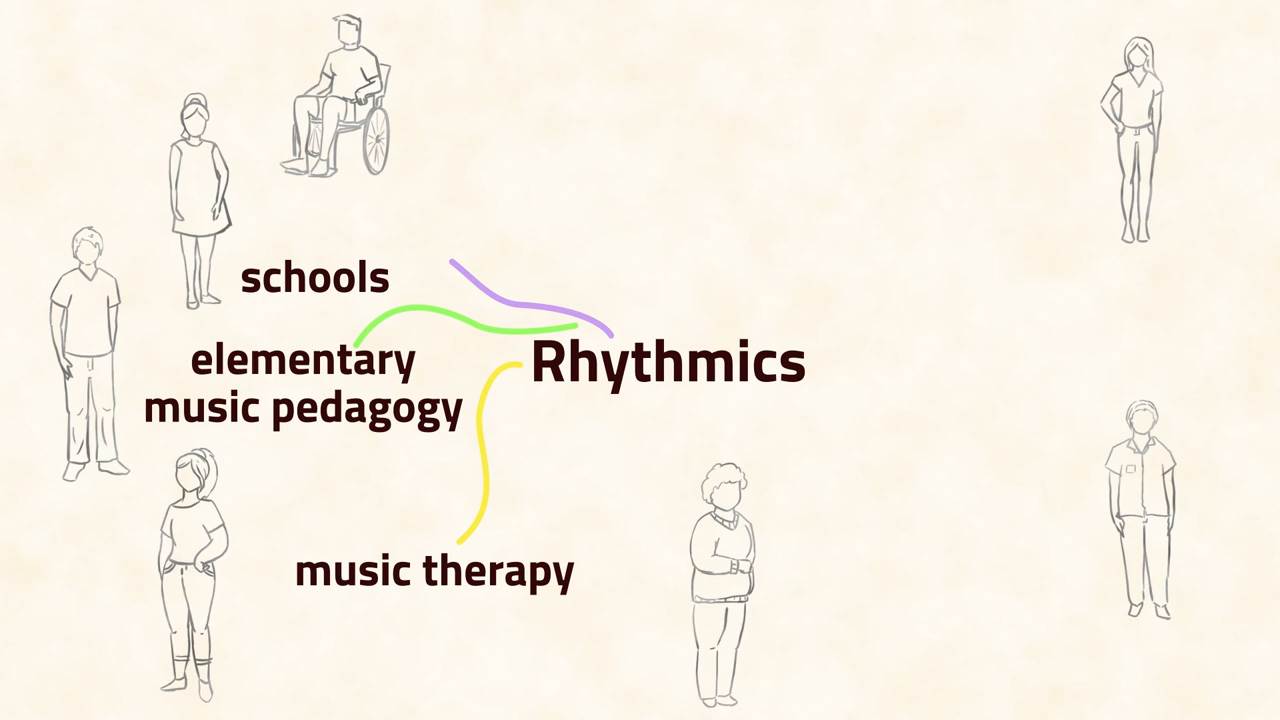 schools
elementary
music pedagogy
Rhythmics
music therapy